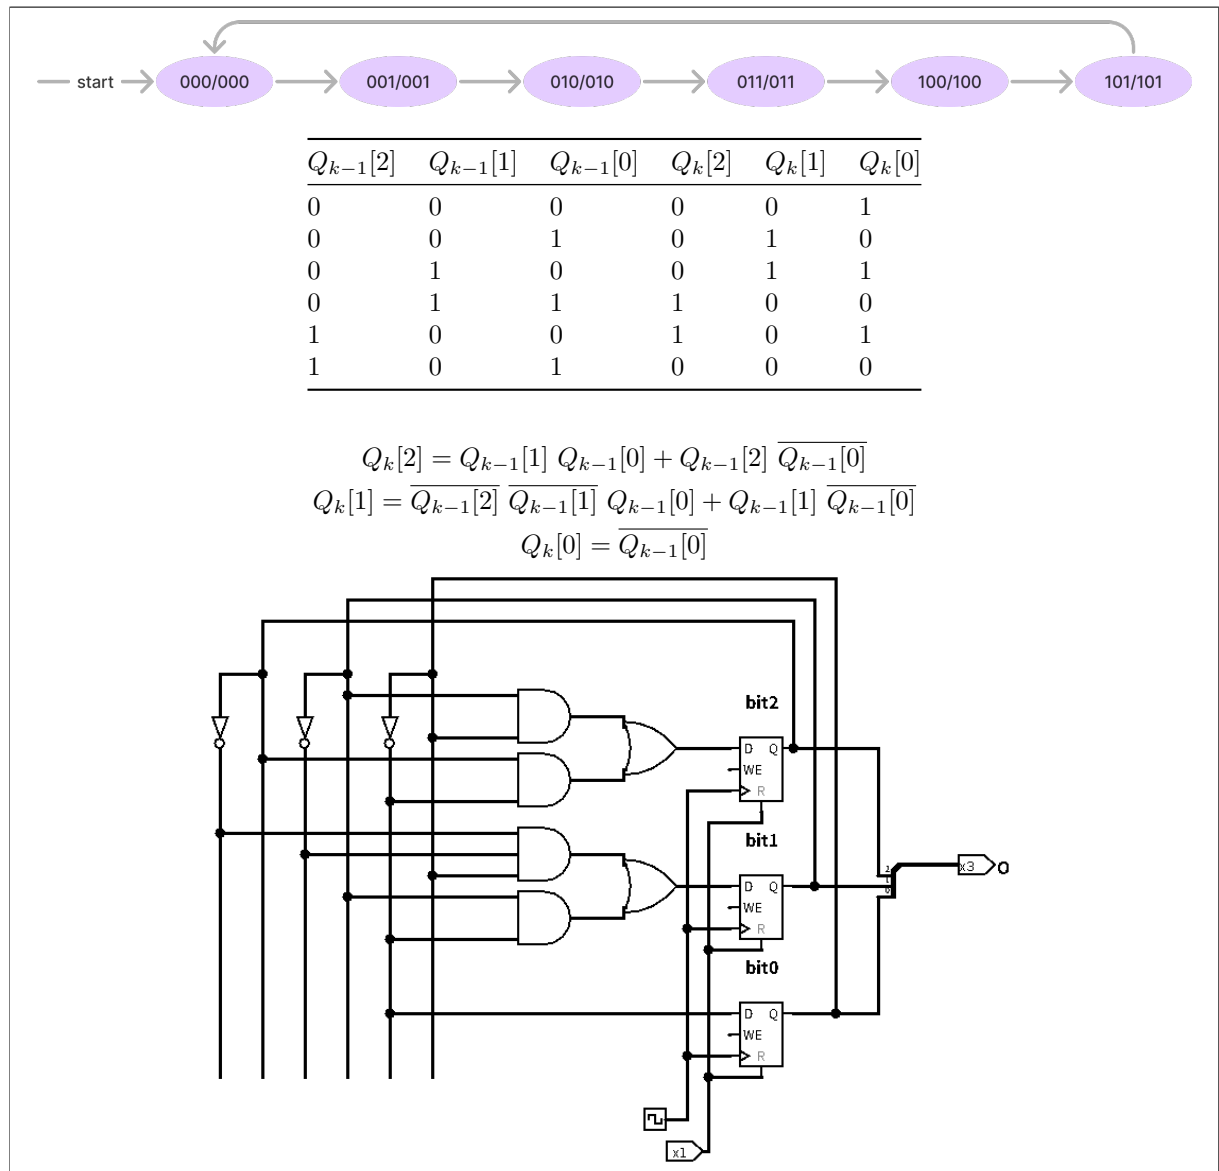 start 000/000 001/001 010/010 011/011 100/100 101/101
Q_{k−1}[2] Q_{k−1}[1] Q_{k−1}[0] Q_k[2] Q_k[1] Q_k[0]
0 0 0 0 0 1
0 0 1 0 1 0
0 1 0 0 1 1
0 1 1 1 0 0
1 0 0 1 0 1
1 0 1 0 0 0
Q_k[2] = Q_{k−1}[1] Q_{k−1}[0] + Q_{k−1}[2] \overline{Q_{k−1}[0]}
Q_k[1] = \overline{Q_{k−1}[2]} \overline{Q_{k−1}[1]} Q_{k−1}[0] + Q_{k−1}[1] \overline{Q_{k−1}[0]}
Q_k[0] = \overline{Q_{k−1}[0]}
bit2
D Q
WE
R
bit1
D Q
WE
R
x3 O
bit0
D Q
WE
R
x1